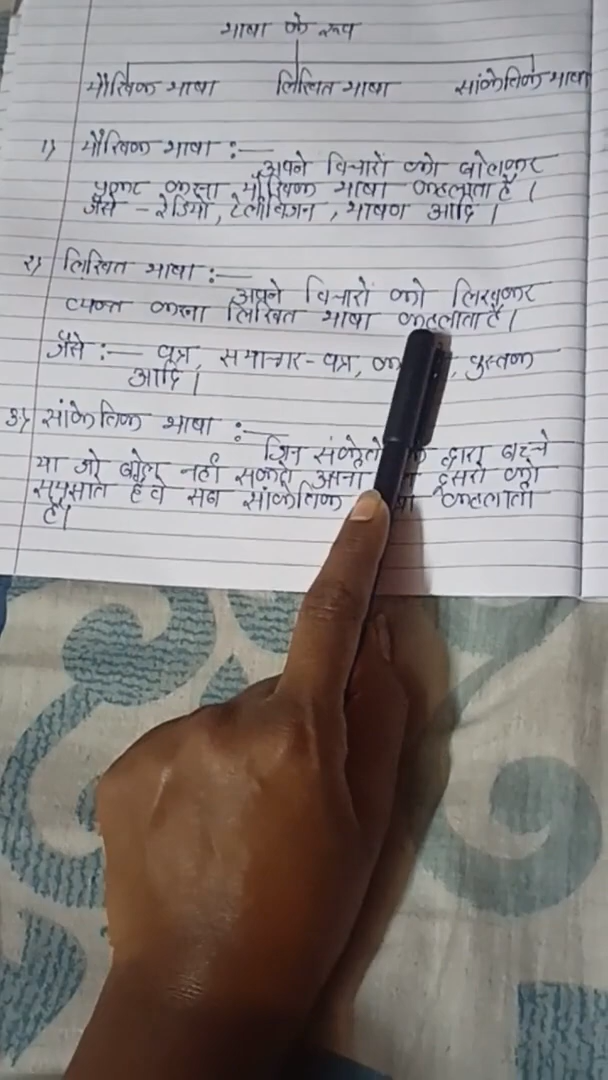 भाषा के रूप
मौखिक भाषा लिखित भाषा सांकेतिक भाषा
1) मौखिक भाषा :—
अपने विचारों को बोलकर
प्रकट करना मौखिक भाषा कहलाता है।
जैसे - रेडियो, टेलीविजन, भाषण आदि।
2) लिखित भाषा :—
अपने विचारों को लिखकर
व्यक्त करना लिखित भाषा कहलाता है।
जैसे :— पत्र, समाचार-पत्र, पुस्तक
आदि।
3) सांकेतिक भाषा :—
जिन संकेतो द्वारा बच्चे
या जो बोल नहीं सकते अपनी दूसरो को
समझाते है वे सब सांकेतिक कहलाती
है।